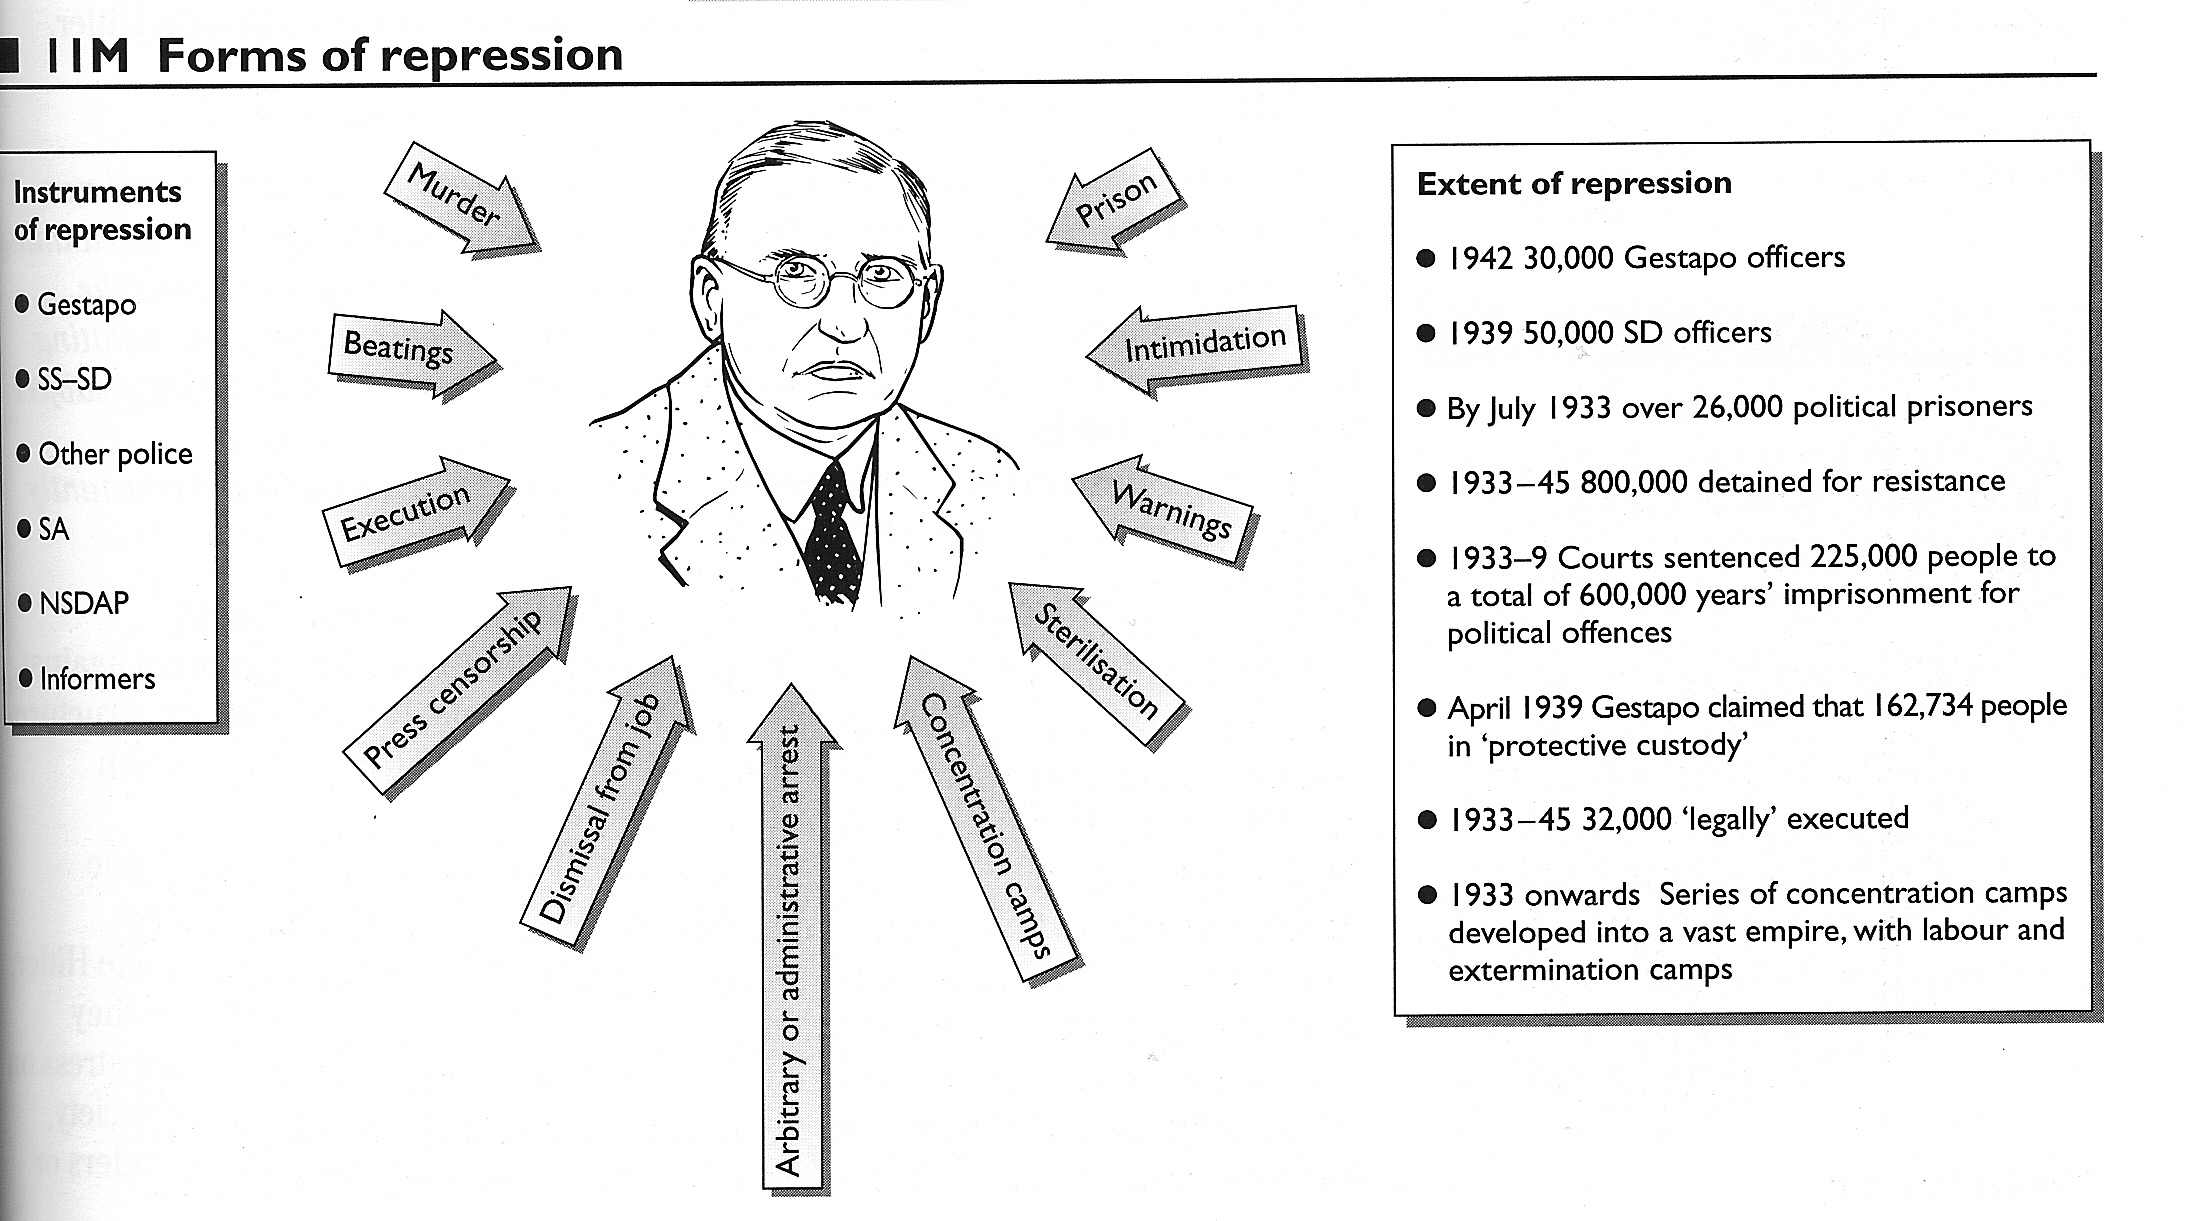 11M Forms of repression
Instruments
of repression
● Gestapo
● SS–SD
● Other police
● SA
● NSDAP
● Informers
Murder
Beatings
Execution
Press censorship
Dismissal from job
Arbitrary or administrative arrest
Concentration camps
Sterilisation
Warnings
Intimidation
Prison
Extent of repression
● 1942 30,000 Gestapo officers
● 1939 50,000 SD officers
● By July 1933 over 26,000 political prisoners
● 1933–45 800,000 detained for resistance
● 1933–9 Courts sentenced 225,000 people to
a total of 600,000 years’ imprisonment for
political offences
● April 1939 Gestapo claimed that 162,734 people
in ‘protective custody’
● 1933–45 32,000 ‘legally’ executed
● 1933 onwards Series of concentration camps
developed into a vast empire, with labour and
extermination camps